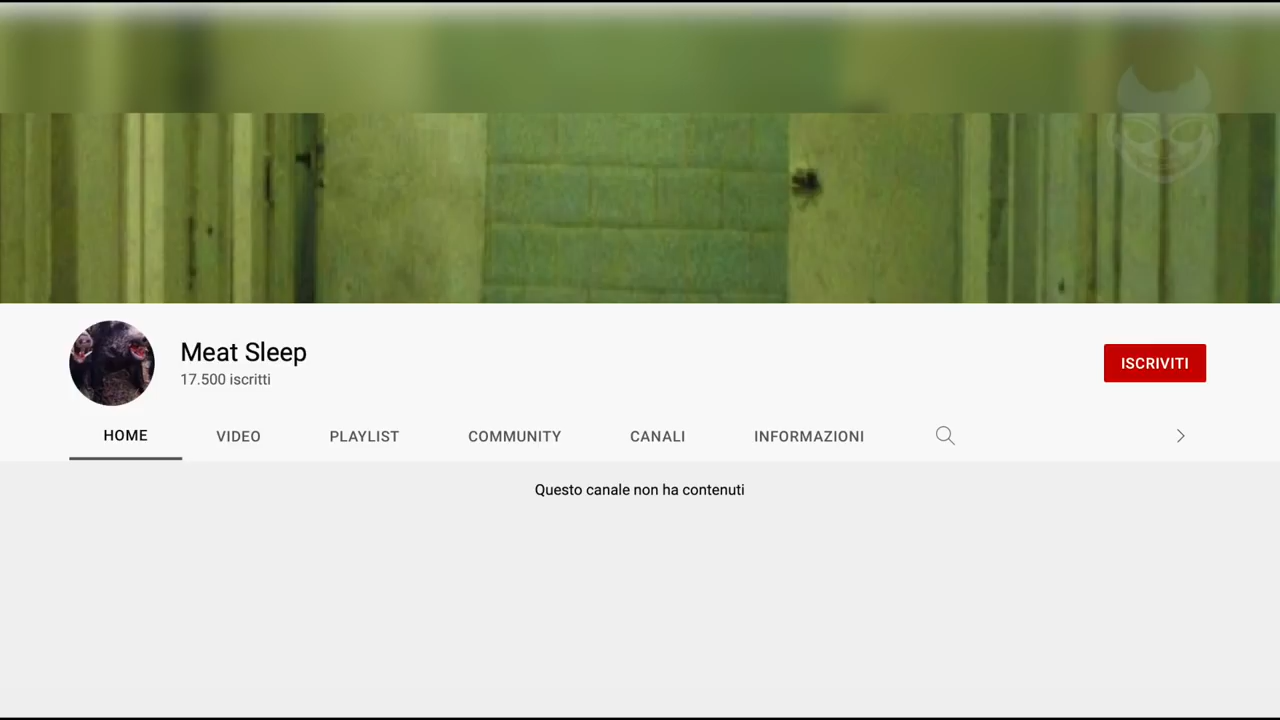 Meat Sleep
17.500 iscritti
ISCRIVITI
HOME VIDEO PLAYLIST COMMUNITY CANALI INFORMAZIONI
Questo canale non ha contenuti